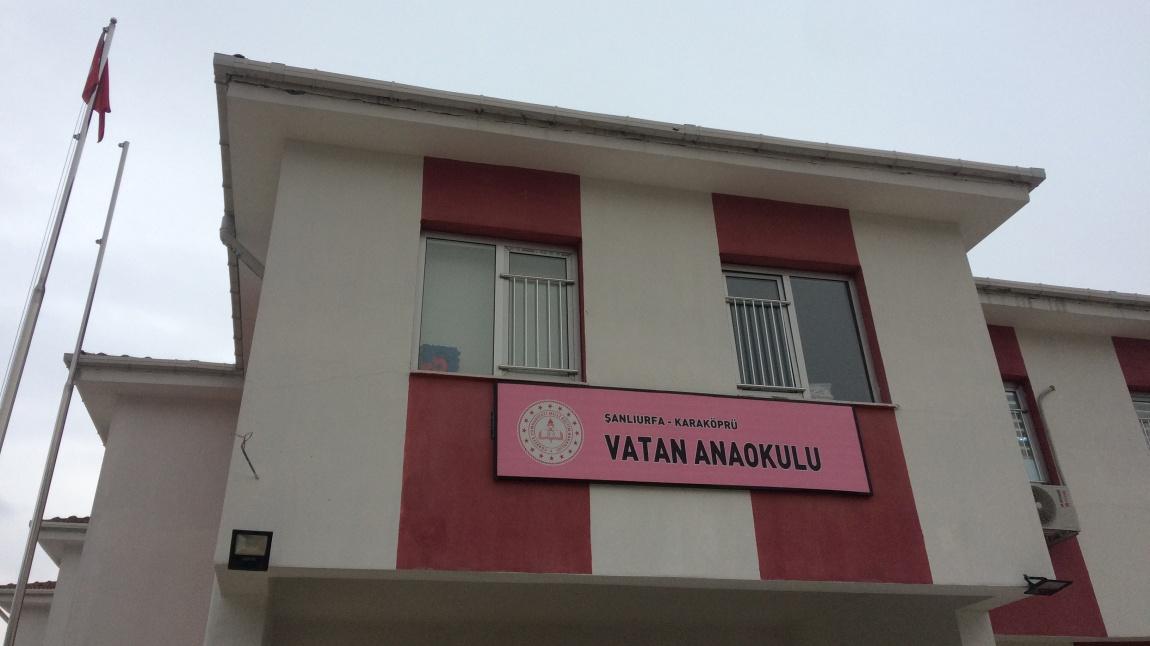 ŞANLIURFA - KARAKÖPRÜ
VATAN ANAOKULU